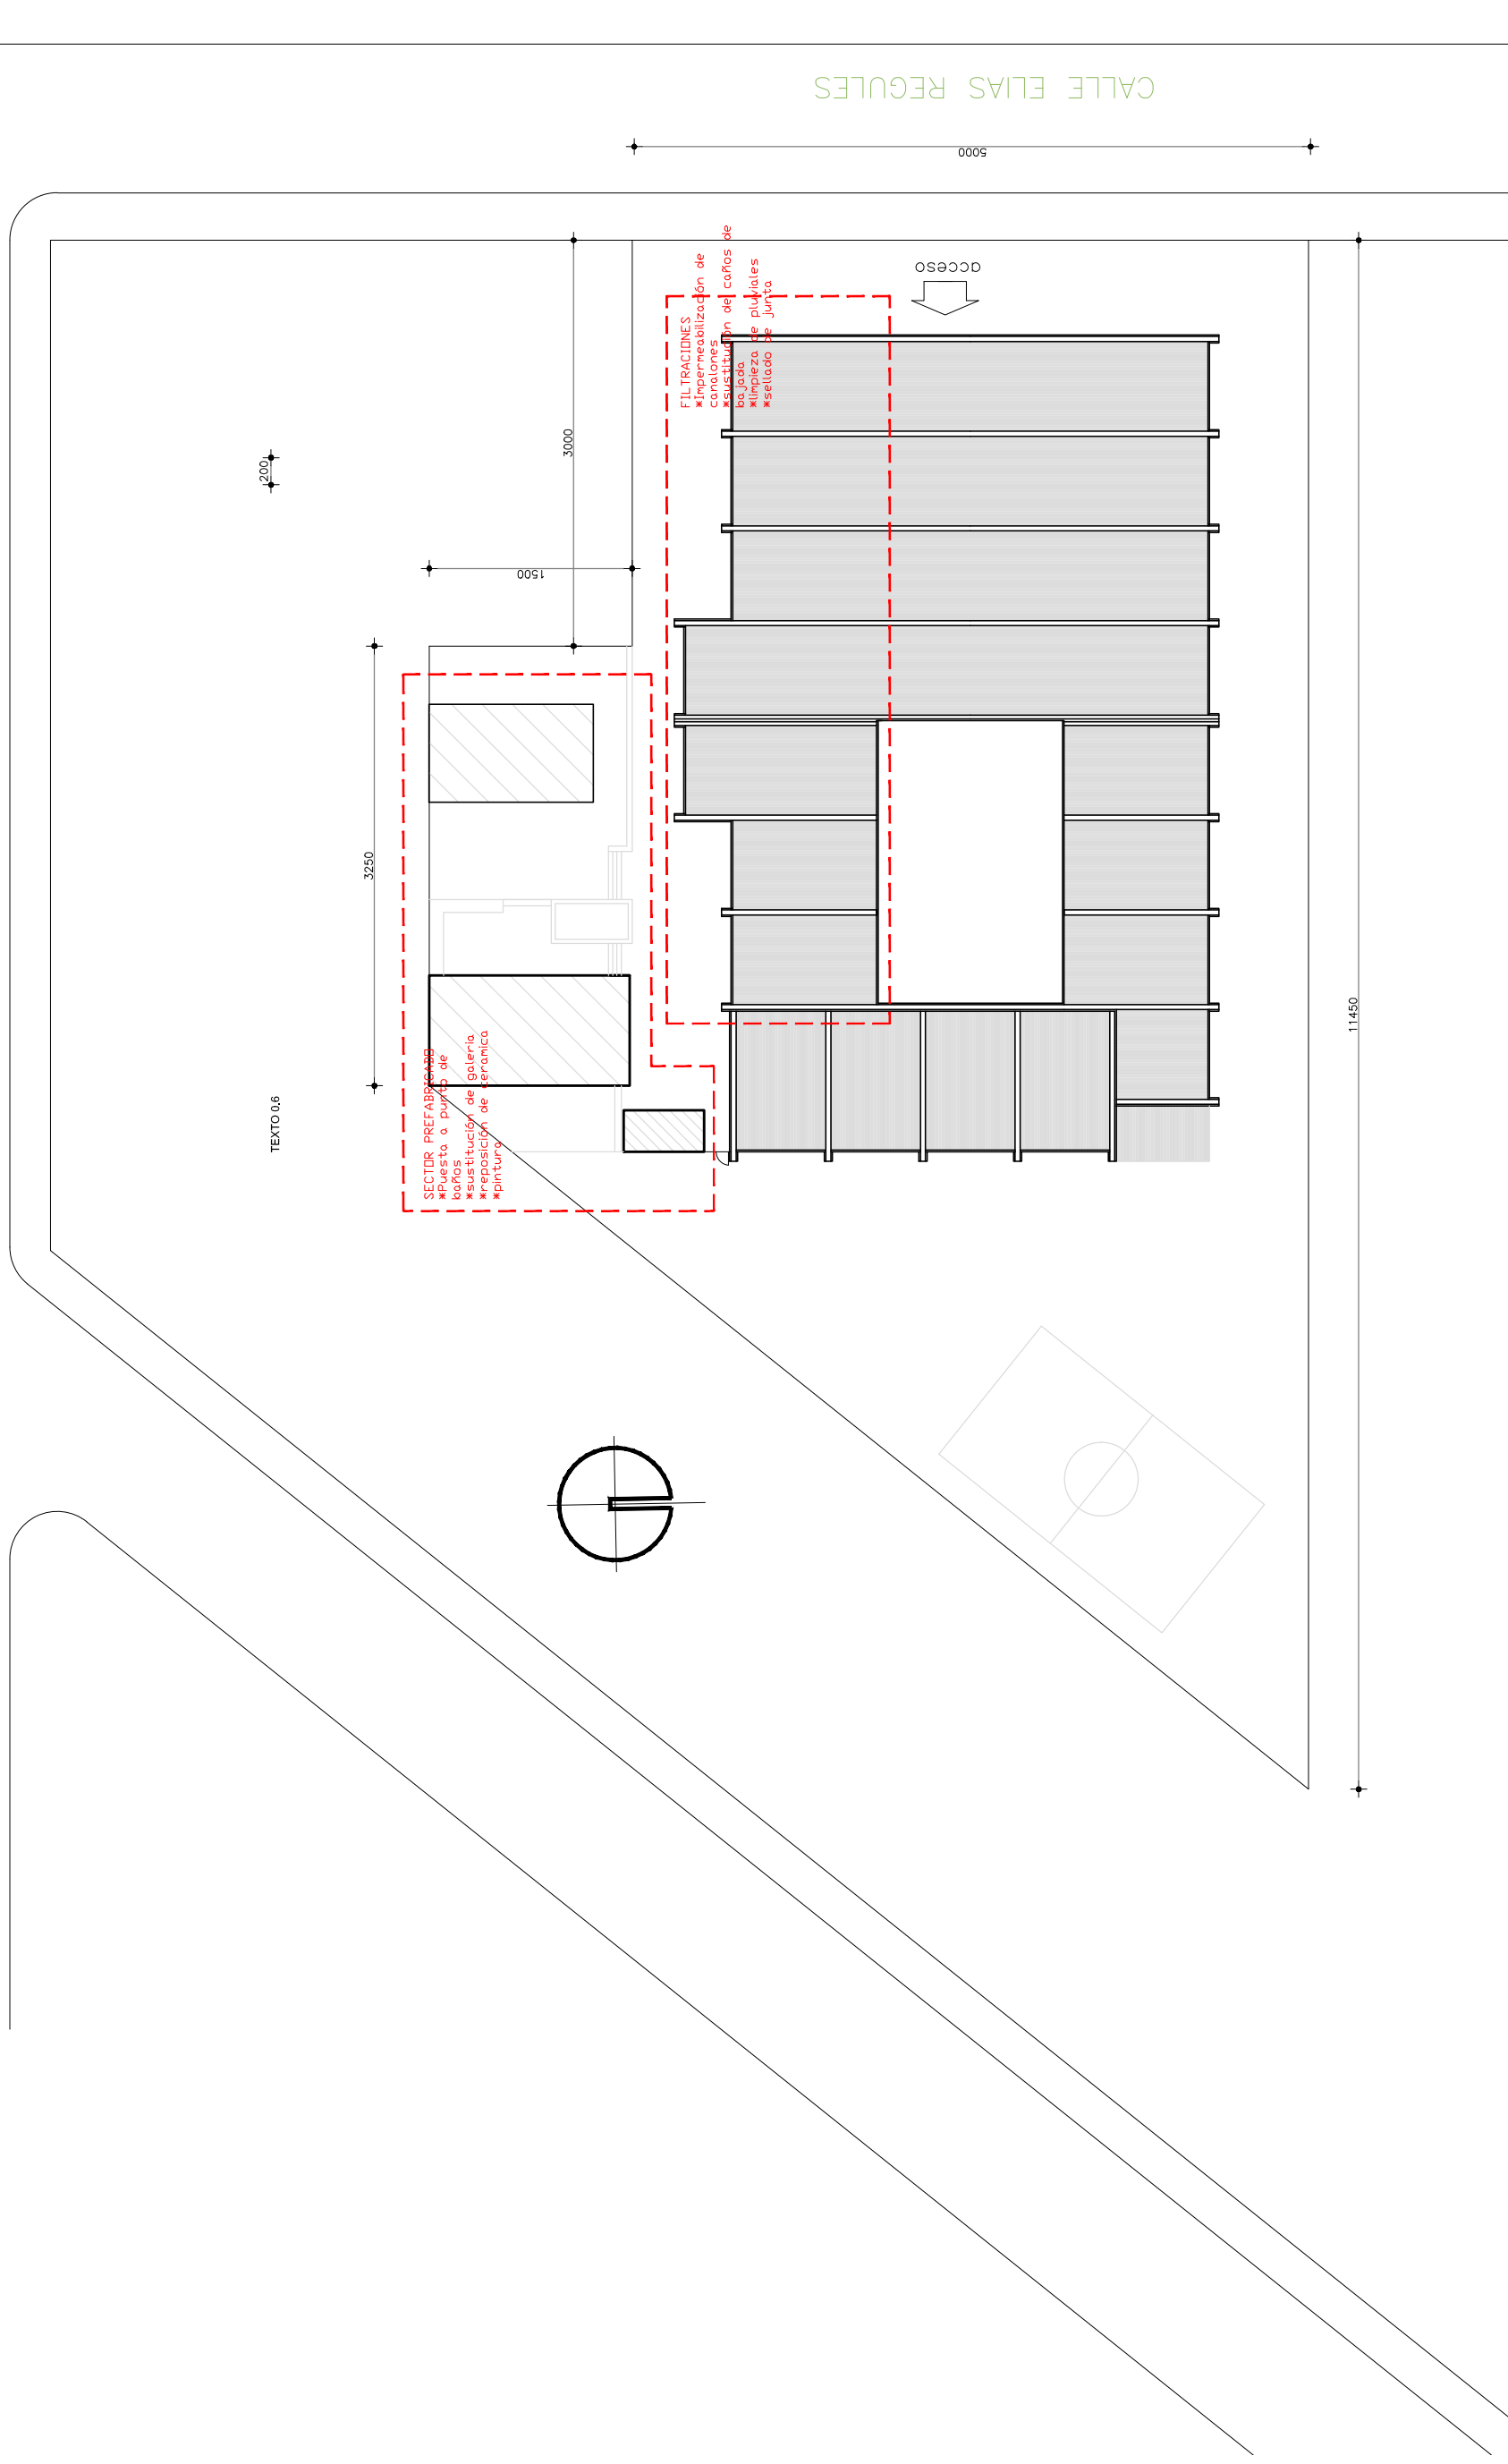 CALLE ELIAS REGULES
5000
acceso
FILTRACIONES
*Impermeabilización de
canalones
*sustitución de caños de
bajada
*limpieza de pluviales
*sellado de junta
3000
200
1500
3250
11450
TEXTO 0.6
SECTOR PREFABRICADO
*Puesta a punto de
baños
*sustitución de galeria
*reposición de ceramica
*pintura